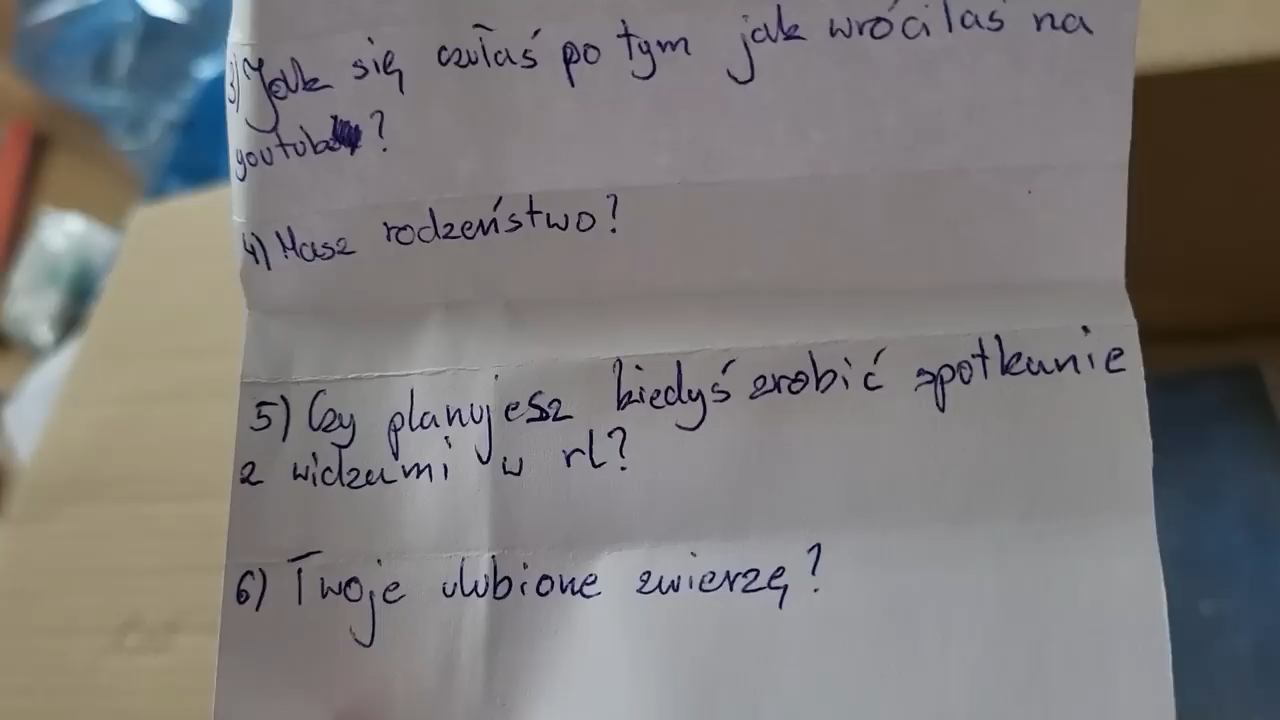 3) Jak się czułaś po tym jak wróciłaś na
youtub?
4) Masz rodzeństwo?
5) Czy planujesz kiedyś zrobić spotkanie
z widzami w rl?
6) Twoje ulubione zwierzę?